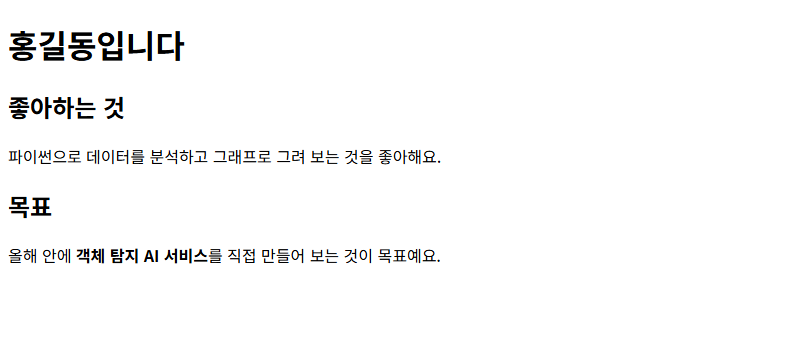 홍길동입니다
좋아하는 것
파이썬으로 데이터를 분석하고 그래프로 그려 보는 것을 좋아해요.
목표
올해 안에 객체 탐지 AI 서비스를 직접 만들어 보는 것이 목표예요.